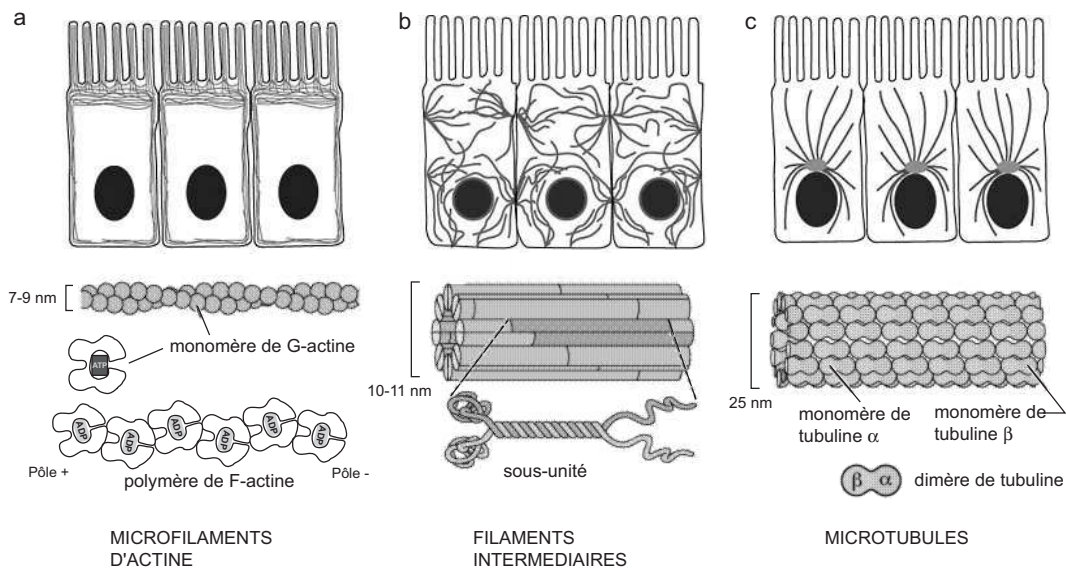 a
7-9 nm
monomère de G-actine
ATP
ADP
ADP
ADP
ADP
ADP
ADP
Pôle +
polymère de F-actine
Pôle -
MICROFILAMENTS
D'ACTINE
b
10-11 nm
sous-unité
FILAMENTS
INTERMEDIAIRES
c
25 nm
monomère de
tubuline α
monomère de
tubuline β
β α
dimère de tubuline
MICROTUBULES